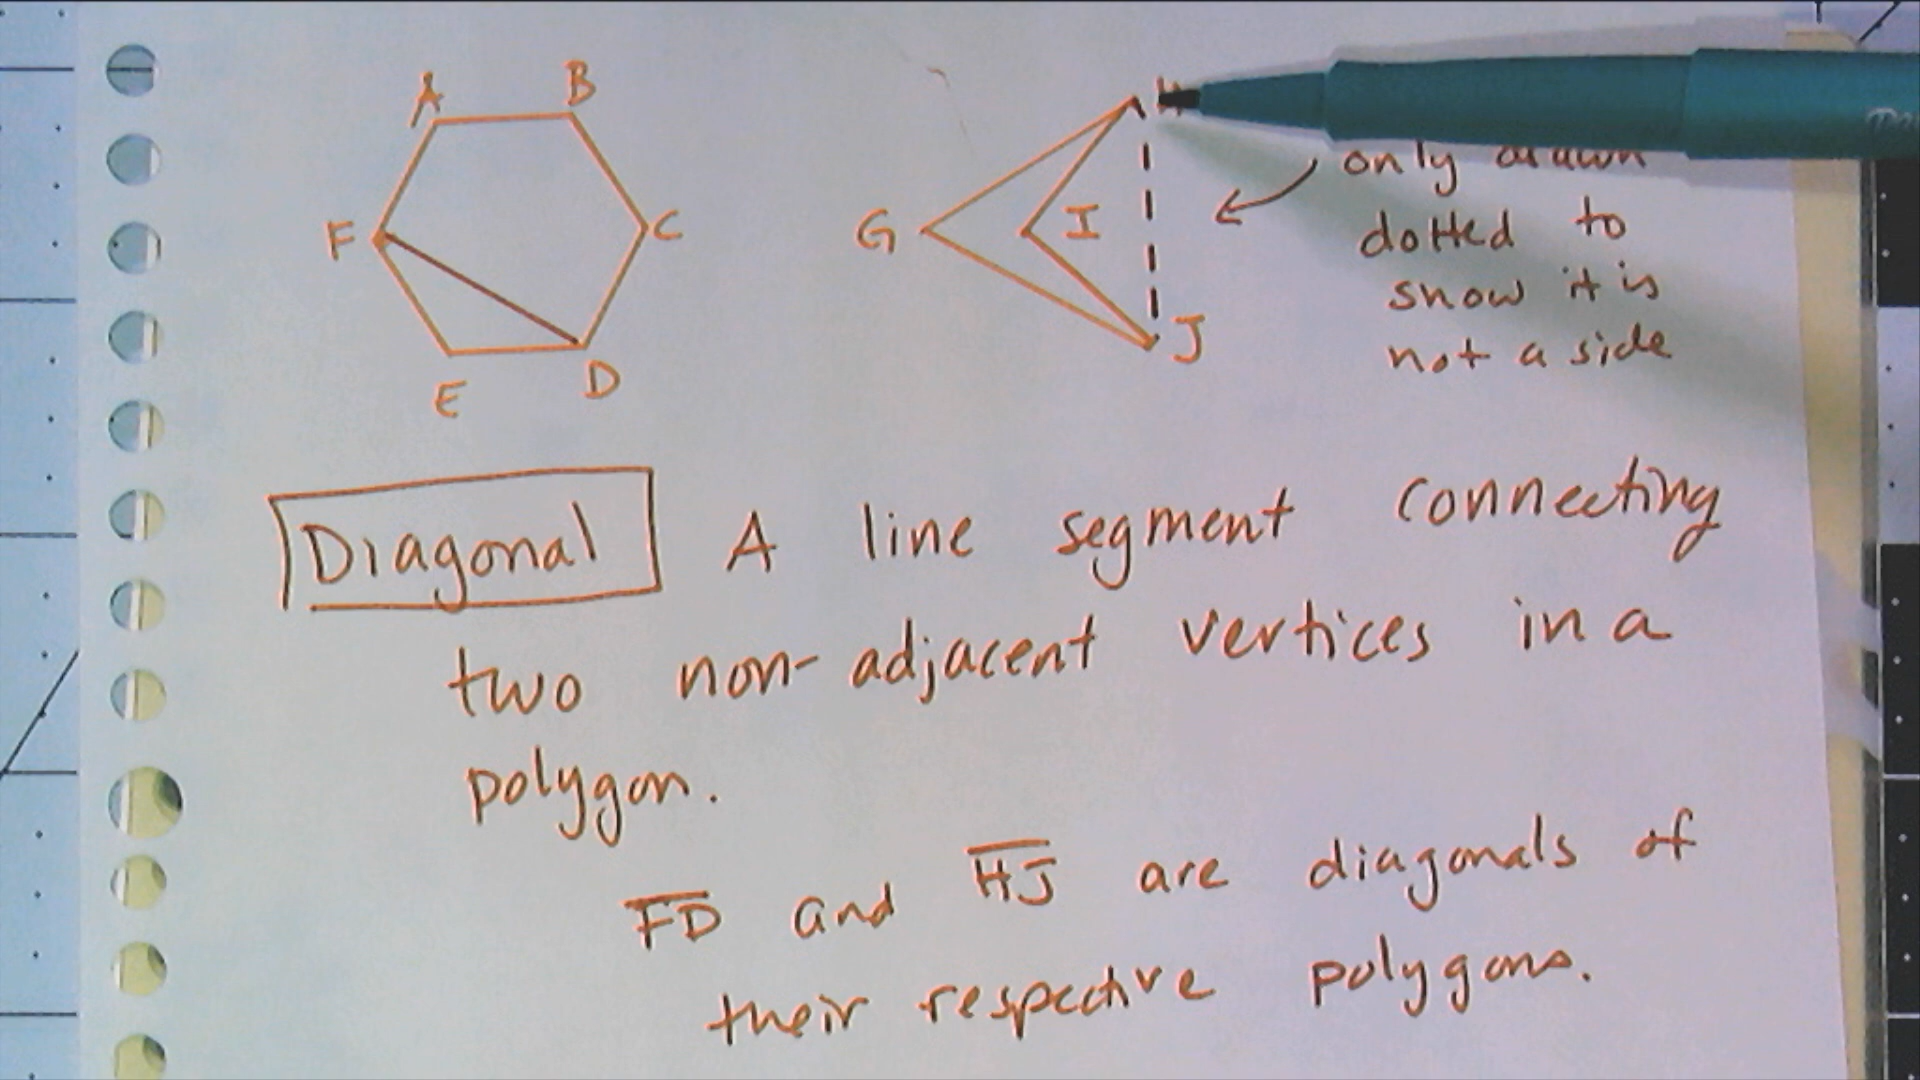 A
B
F
C
E
D
G
I
J
only drawn
dotted to
show it is
not a side
Diagonal A line segment connecting
two non-adjacent vertices in a
polygon.
FD and HJ are diagonals of
their respective polygons.